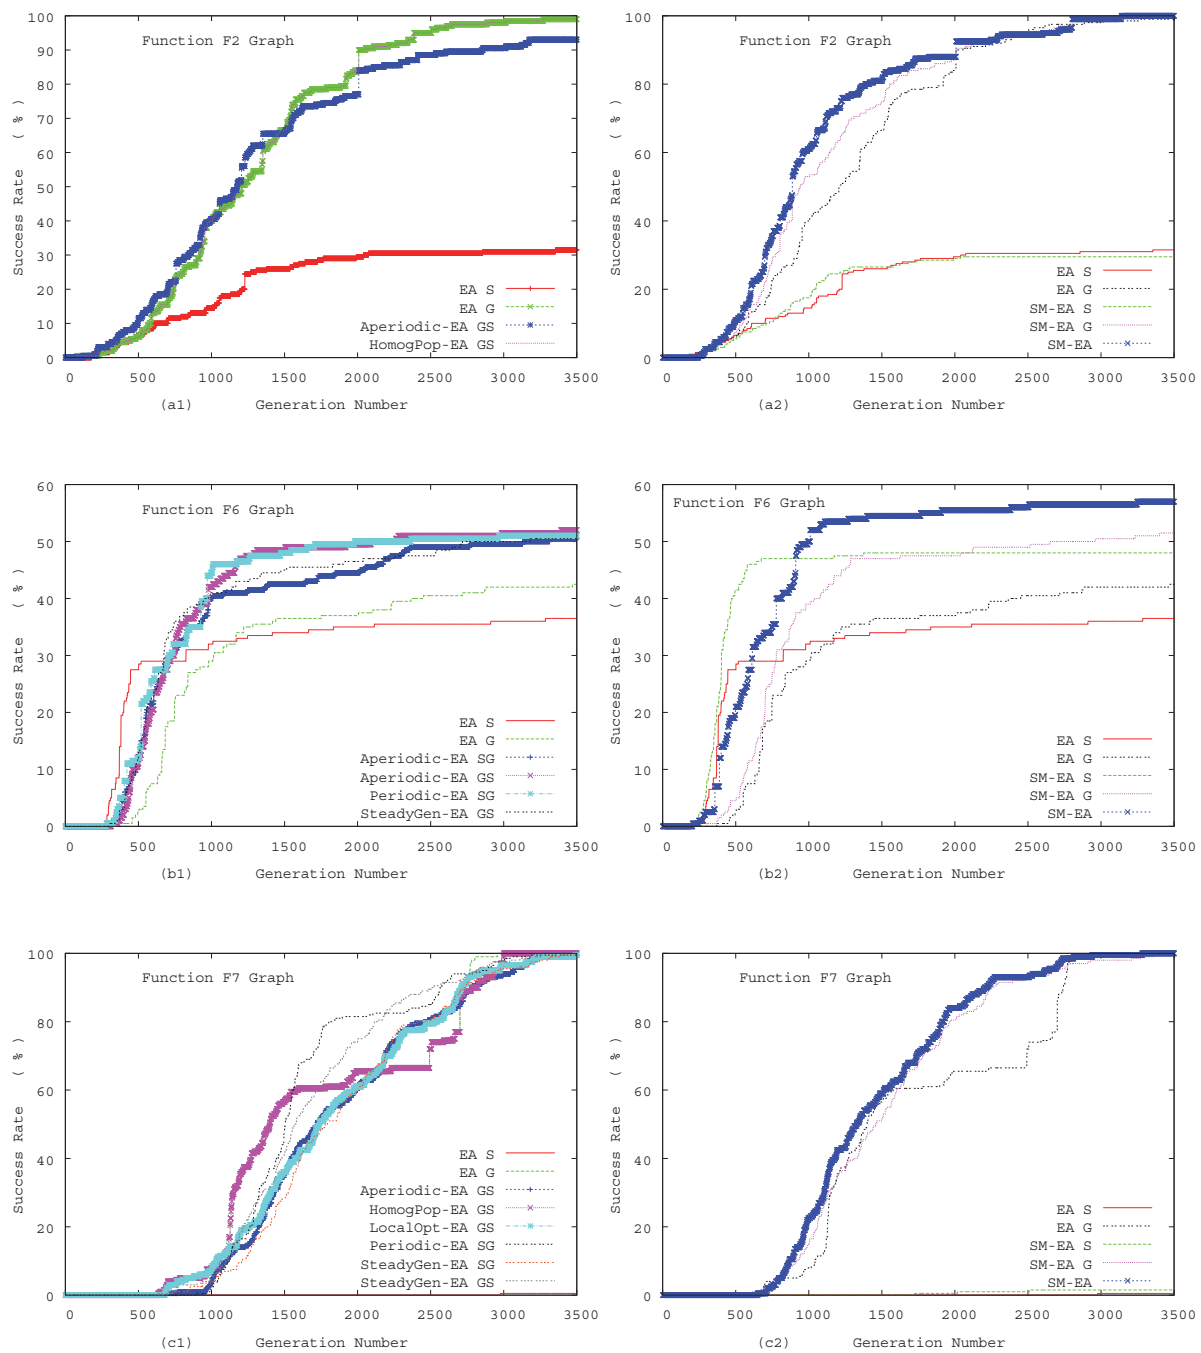 Function F2 Graph
Success Rate ( % )
100
90
80
70
60
50
40
30
20
10
0
EA S
EA G
Aperiodic-EA GS
HomogPop-EA GS
0 500 1000 1500 2000 2500 3000 3500
(a1) Generation Number
Function F2 Graph
Success Rate ( % )
100
80
60
40
20
0
EA S
EA G
SM-EA S
SM-EA G
SM-EA
0 500 1000 1500 2000 2500 3000 3500
(a2) Generation Number
Function F6 Graph
Success Rate ( % )
60
50
40
30
20
10
0
EA S
EA G
Aperiodic-EA SG
Aperiodic-EA GS
Periodic-EA SG
SteadyGen-EA GS
0 500 1000 1500 2000 2500 3000 3500
(b1) Generation Number
Function F6 Graph
Success Rate ( % )
60
50
40
30
20
10
0
EA S
EA G
SM-EA S
SM-EA G
SM-EA
0 500 1000 1500 2000 2500 3000 3500
(b2) Generation Number
Function F7 Graph
Success Rate ( % )
100
80
60
40
20
0
EA S
EA G
Aperiodic-EA GS
HomogPop-EA GS
LocalOpt-EA GS
Periodic-EA SG
SteadyGen-EA SG
SteadyGen-EA GS
0 500 1000 1500 2000 2500 3000 3500
(c1) Generation Number
Function F7 Graph
Success Rate ( % )
100
80
60
40
20
0
EA S
EA G
SM-EA S
SM-EA G
SM-EA
0 500 1000 1500 2000 2500 3000 3500
(c2) Generation Number